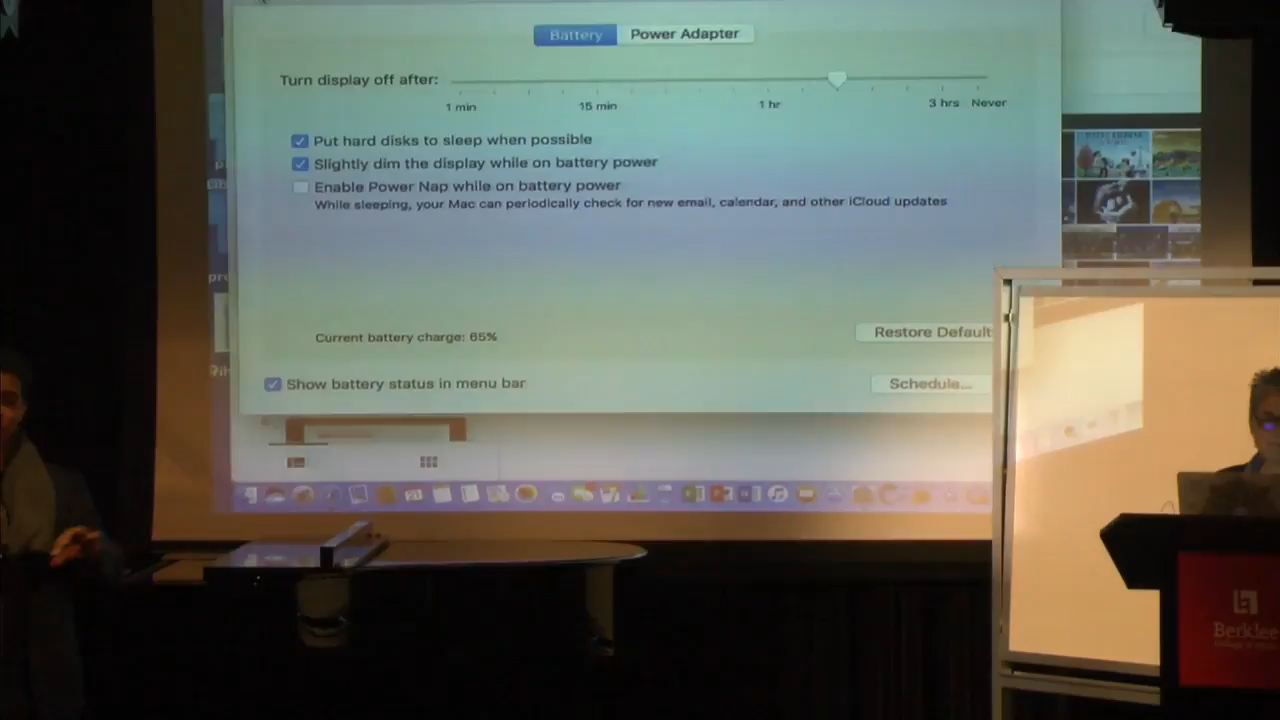 Battery Power Adapter
Turn display off after:
1 min 15 min 1 hr 3 hrs Never
Put hard disks to sleep when possible
Slightly dim the display while on battery power
Enable Power Nap while on battery power
While sleeping, your Mac can periodically check for new email, calendar, and other iCloud updates
Current battery charge: 65%
Restore Default
Show battery status in menu bar
Schedule...
Berklee